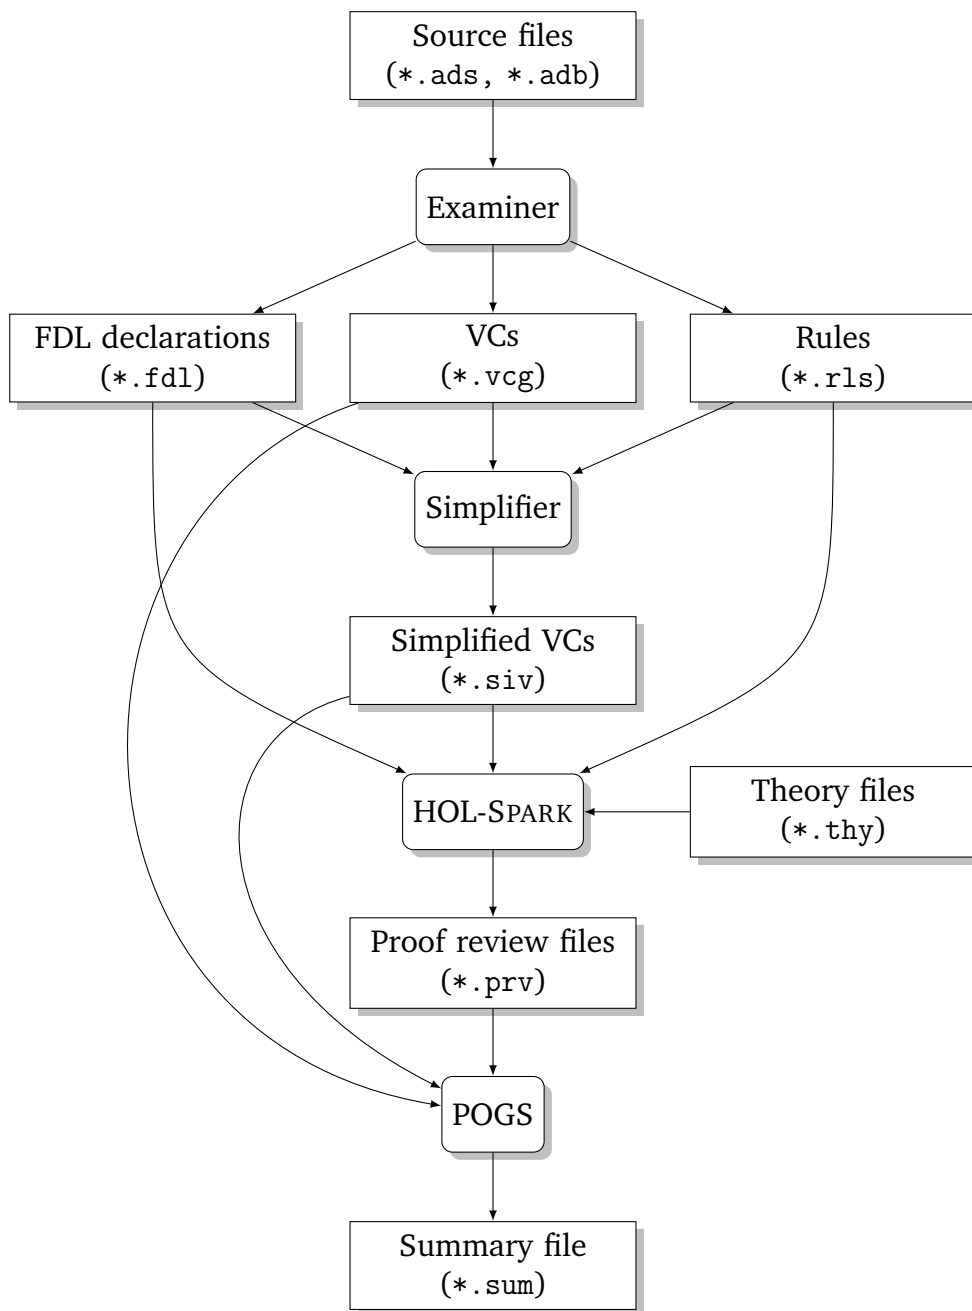 Source files
(*.ads, *.adb)
Examiner
FDL declarations
(*.fdl)
VCs
(*.vcg)
Rules
(*.rls)
Simplifier
Simplified VCs
(*.siv)
HOL-SPARK
Theory files
(*.thy)
Proof review files
(*.prv)
POGS
Summary file
(*.sum)